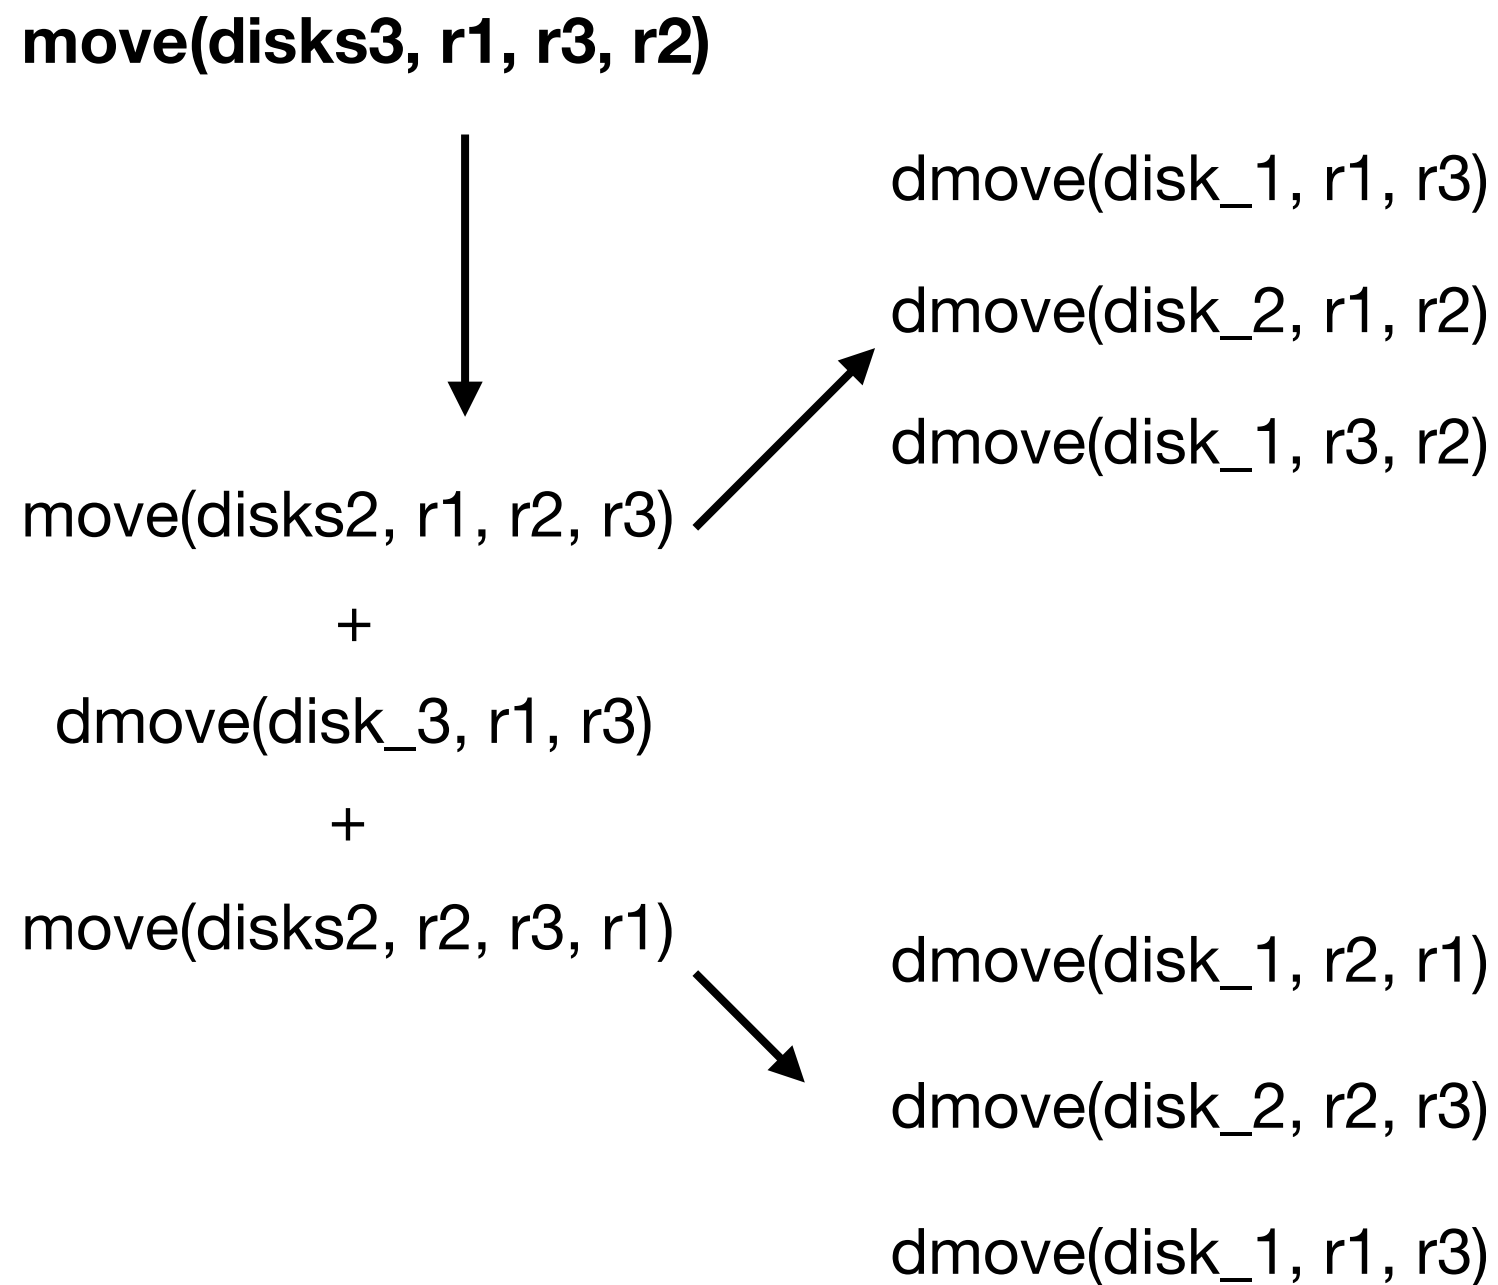 move(disks3, r1, r3, r2)
dmove(disk_1, r1, r3)
dmove(disk_2, r1, r2)
dmove(disk_1, r3, r2)
move(disks2, r1, r2, r3)
+
dmove(disk_3, r1, r3)
+
move(disks2, r2, r3, r1)
dmove(disk_1, r2, r1)
dmove(disk_2, r2, r3)
dmove(disk_1, r1, r3)